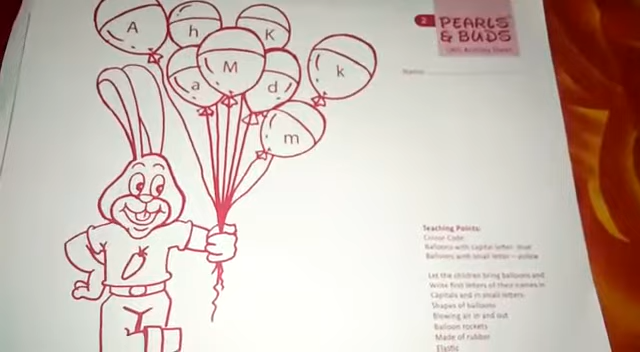 A
h
K
a
M
d
k
m
2
PEARLS
& BUDS
Name:
Teaching Points:
Colour Code:
Balloons with capital letter- blue
Balloons with small letter - yellow
Let the children bring balloons and
write first letters of their names in
Capitals and in small letters.
Shapes of balloons
Blowing air in and out
Balloon rockets
Made of rubber
Elastic